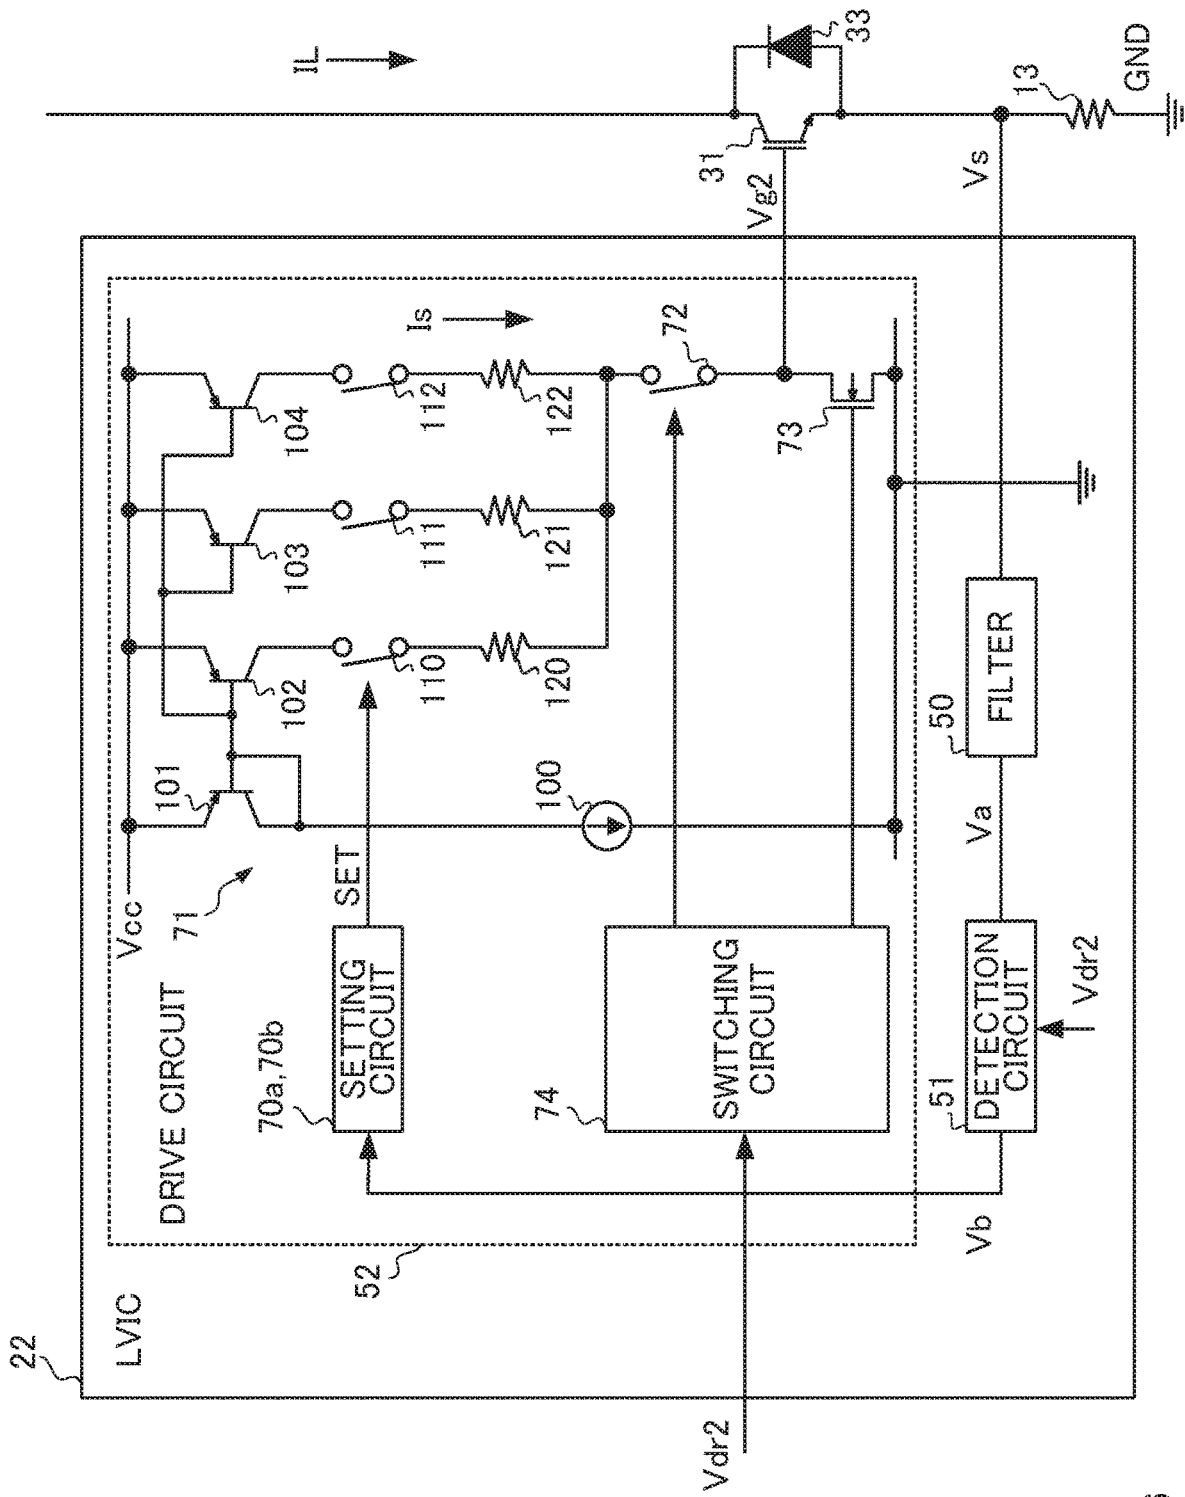 22
LVIC
52
DRIVE CIRCUIT
Vcc
71
101
102
103
104
Is
IL
70a, 70b
SETTING
CIRCUIT
SET
110
111
112
120
121
122
100
72
73
74
SWITCHING
CIRCUIT
Vdr2
Vg2
31
33
Vb
51
DETECTION
CIRCUIT
Vdr2
Va
50
FILTER
Vs
13
GND